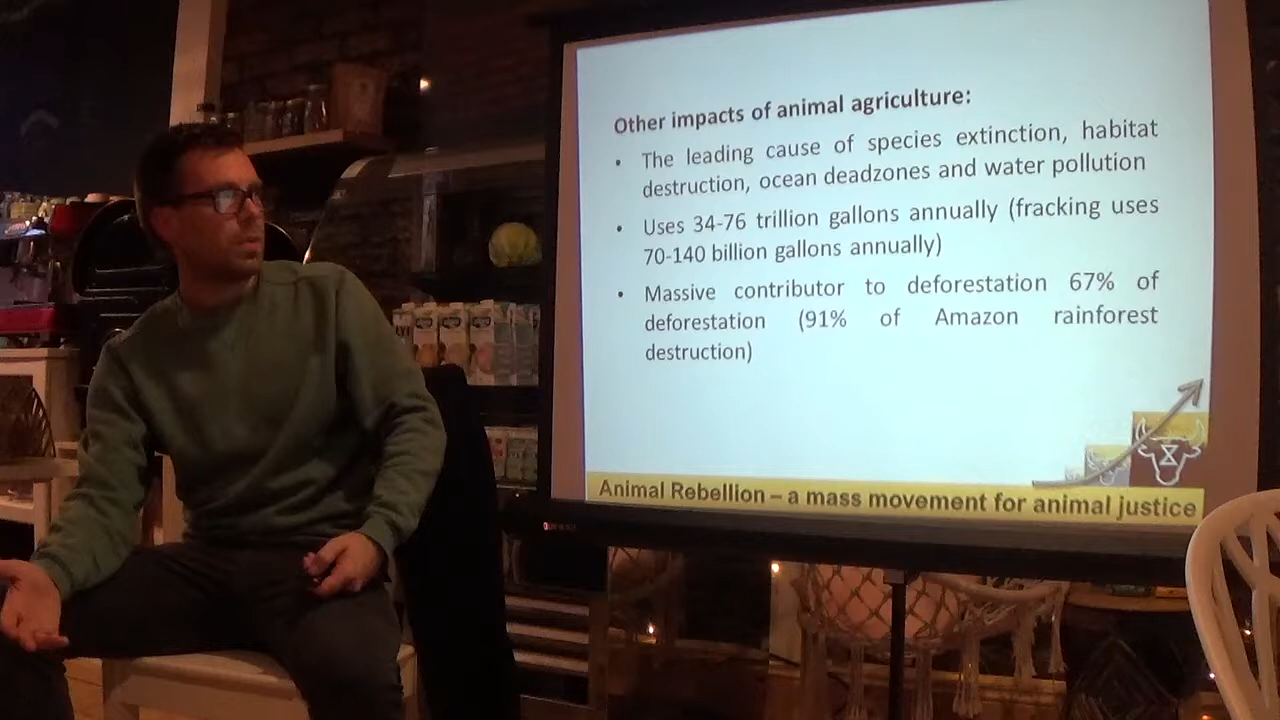 Other impacts of animal agriculture:
• The leading cause of species extinction, habitat
destruction, ocean deadzones and water pollution
• Uses 34-76 trillion gallons annually (fracking uses
70-140 billion gallons annually)
• Massive contributor to deforestation 67% of
deforestation (91% of Amazon rainforest
destruction)
Animal Rebellion – a mass movement for animal justice